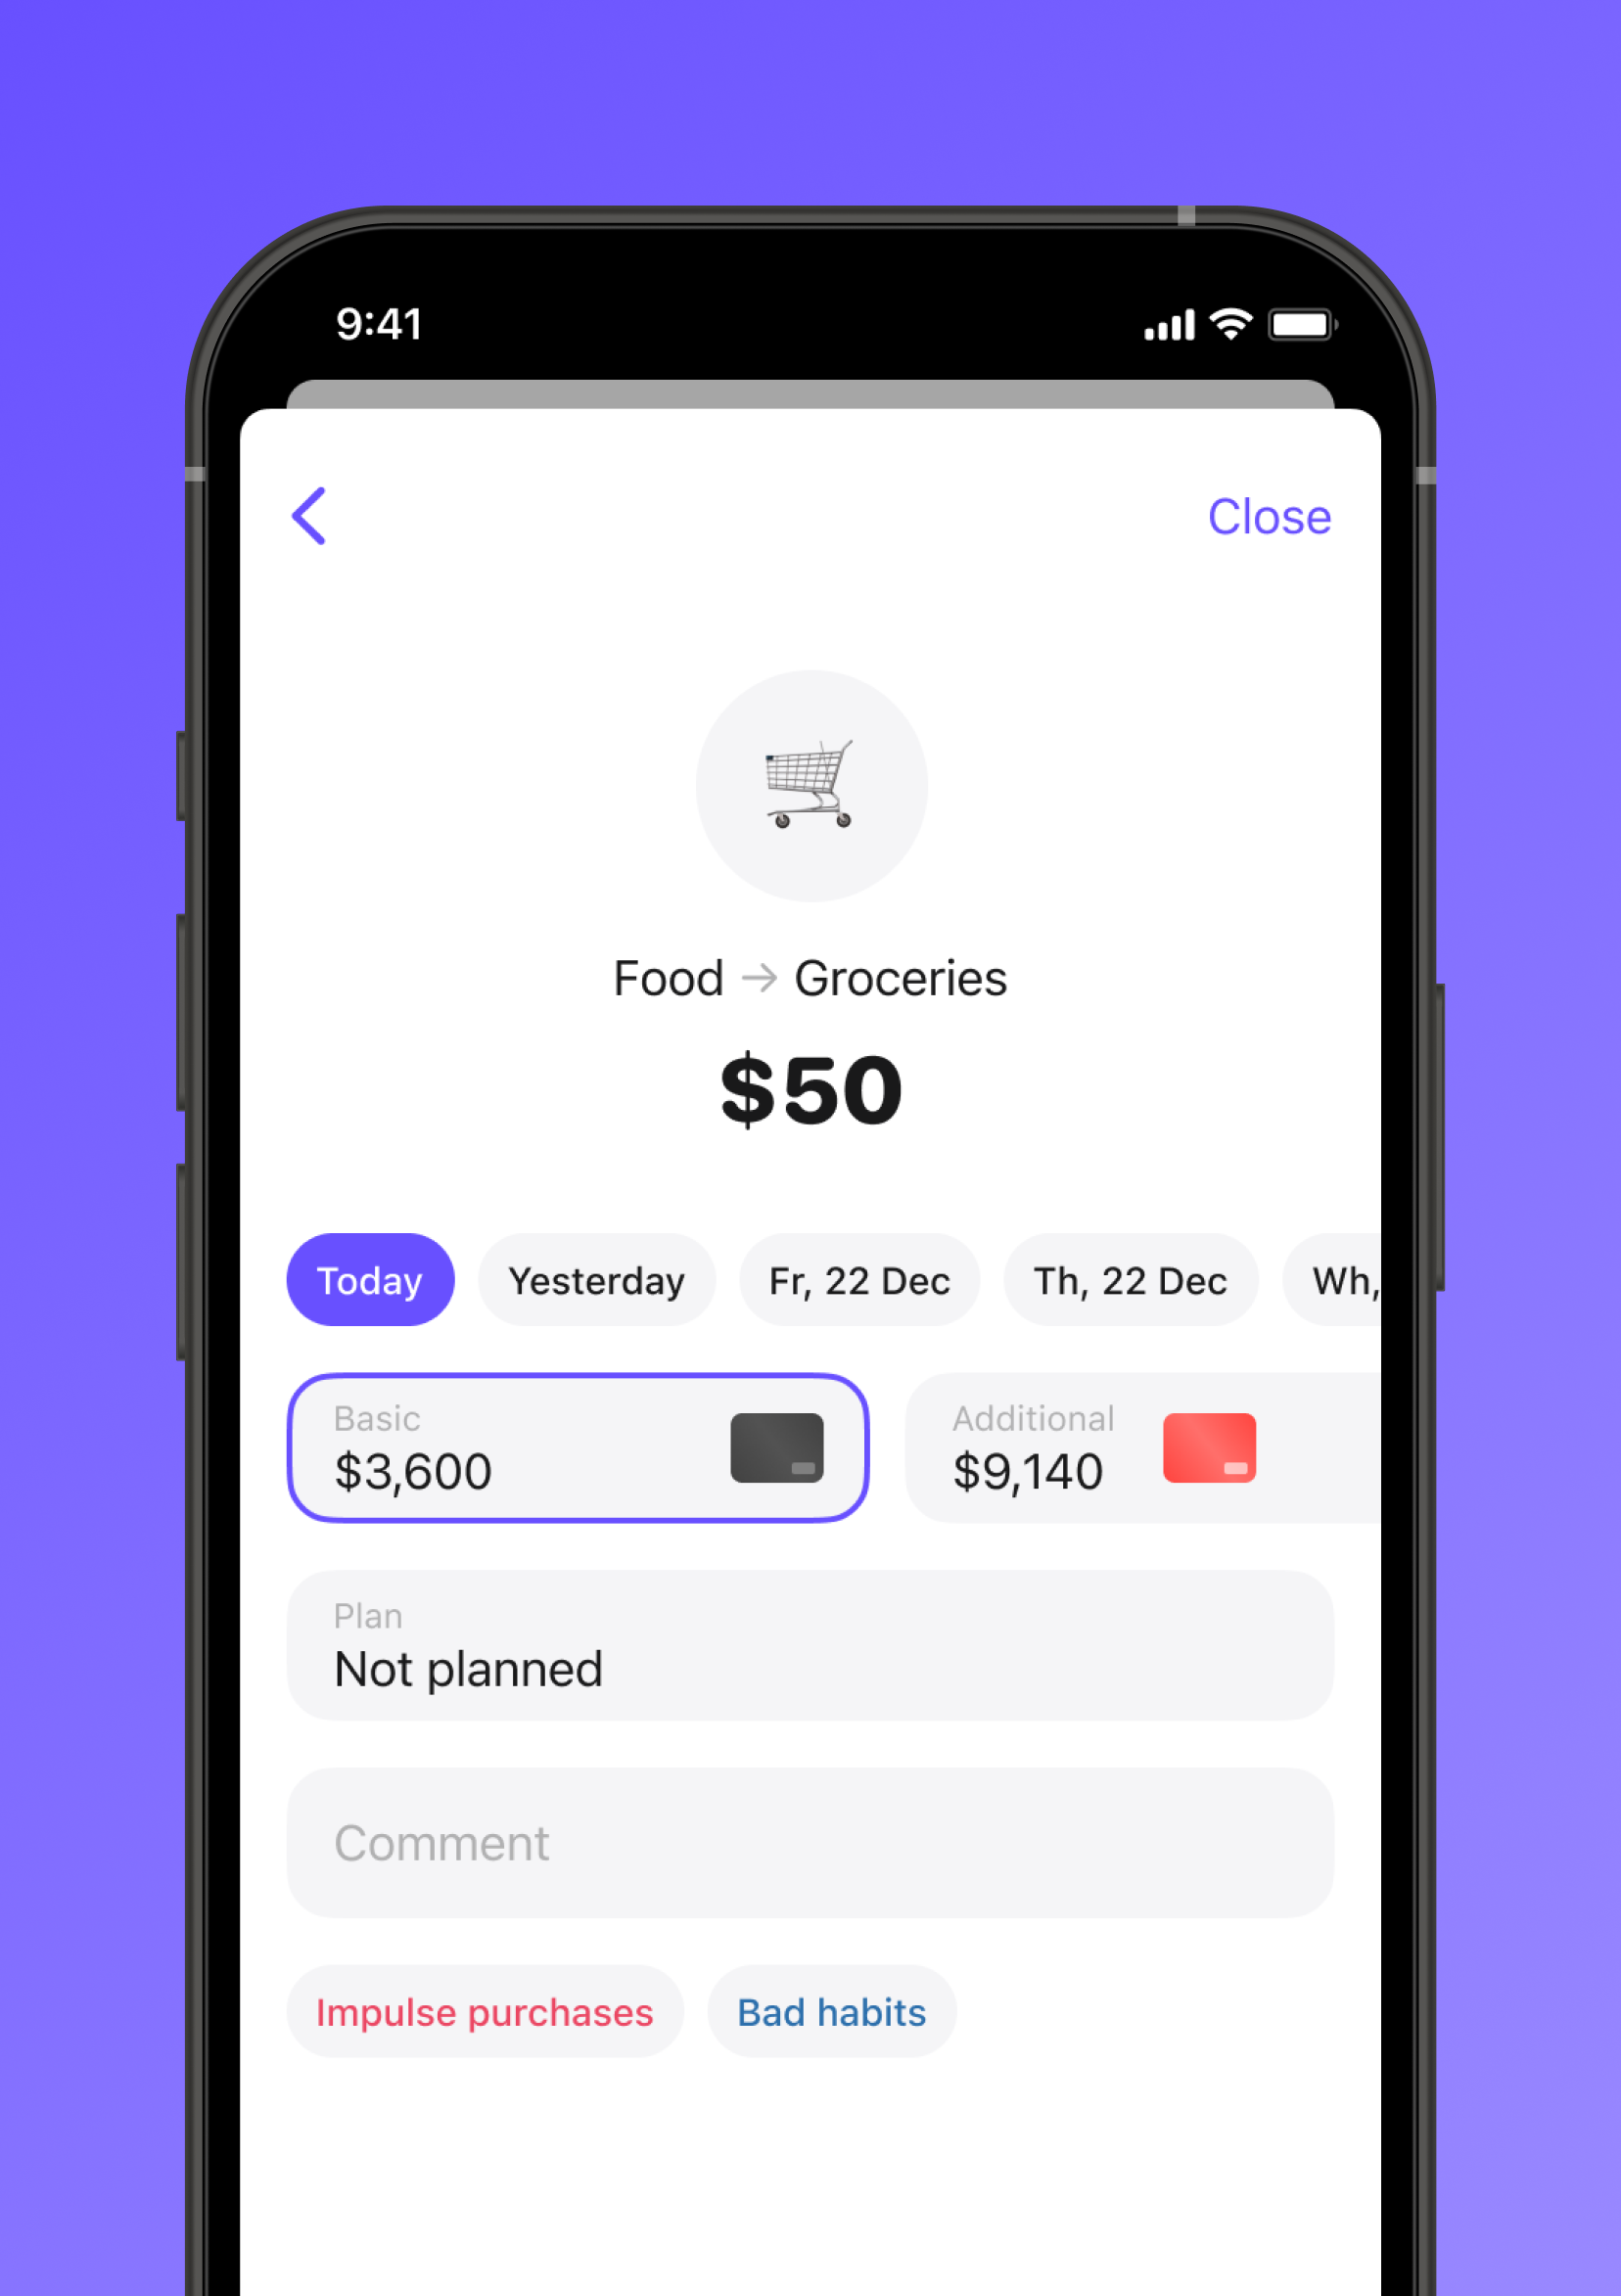 9:41
Close
Food → Groceries
$50
Today Yesterday Fr, 22 Dec Th, 22 Dec Wh,
Basic Additional
$3,600 $9,140
Plan
Not planned
Comment
Impulse purchases Bad habits